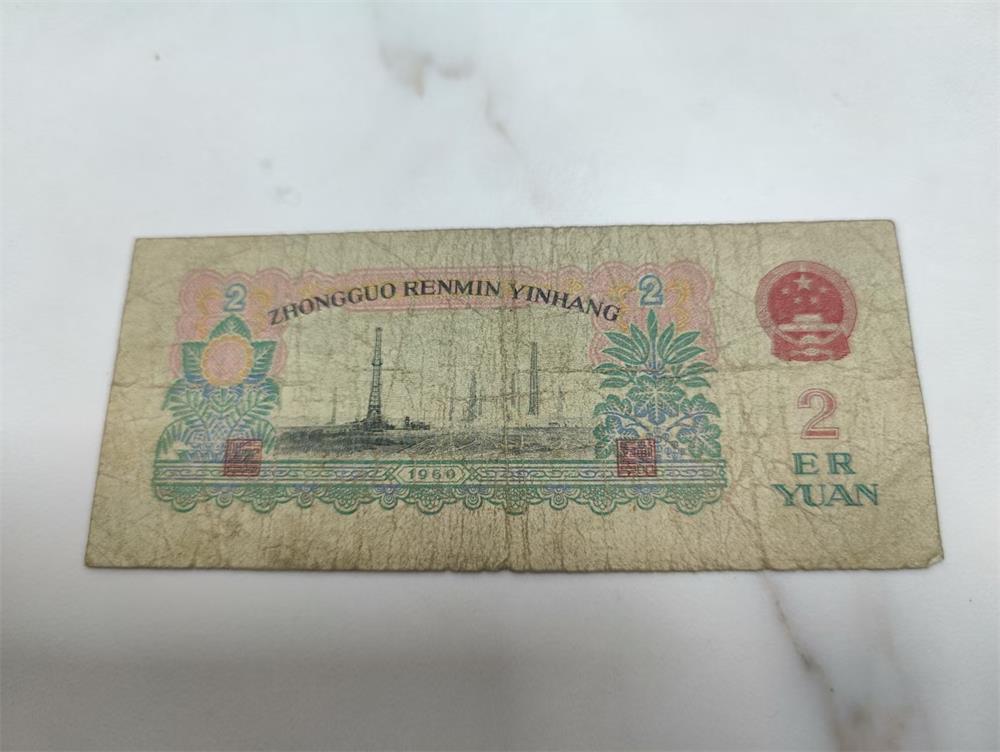 2
ZHONGGUO RENMIN YINHANG
2
1960
2
ER
YUAN